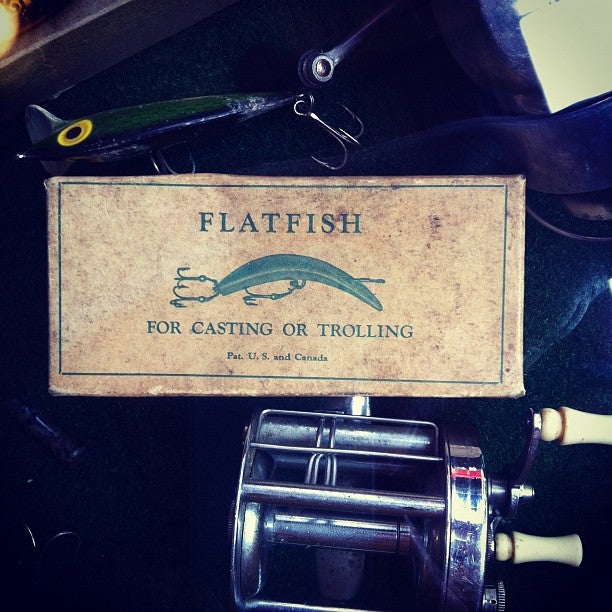 FLATFISH
FOR CASTING OR TROLLING
Pat. U. S. and Canada